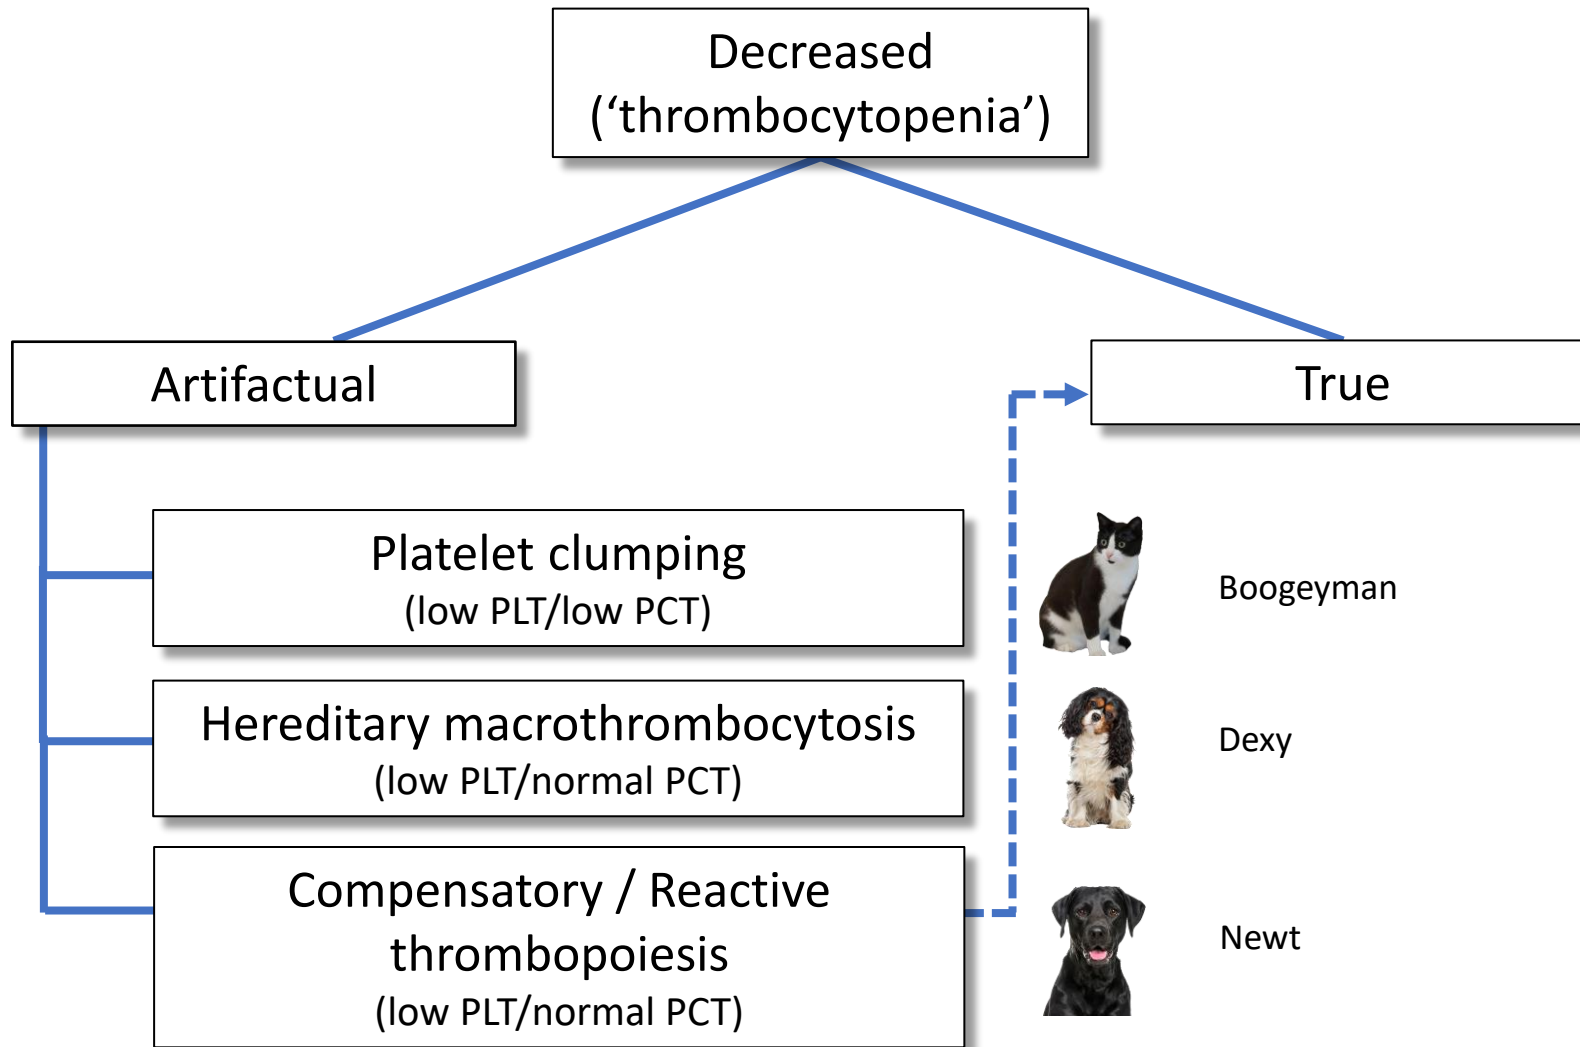 Decreased
(‘thrombocytopenia’)
Artifactual
True
Platelet clumping
(low PLT/low PCT)
Boogeyman
Hereditary macrothrombocytosis
(low PLT/normal PCT)
Dexy
Compensatory / Reactive
thrombopoiesis
(low PLT/normal PCT)
Newt